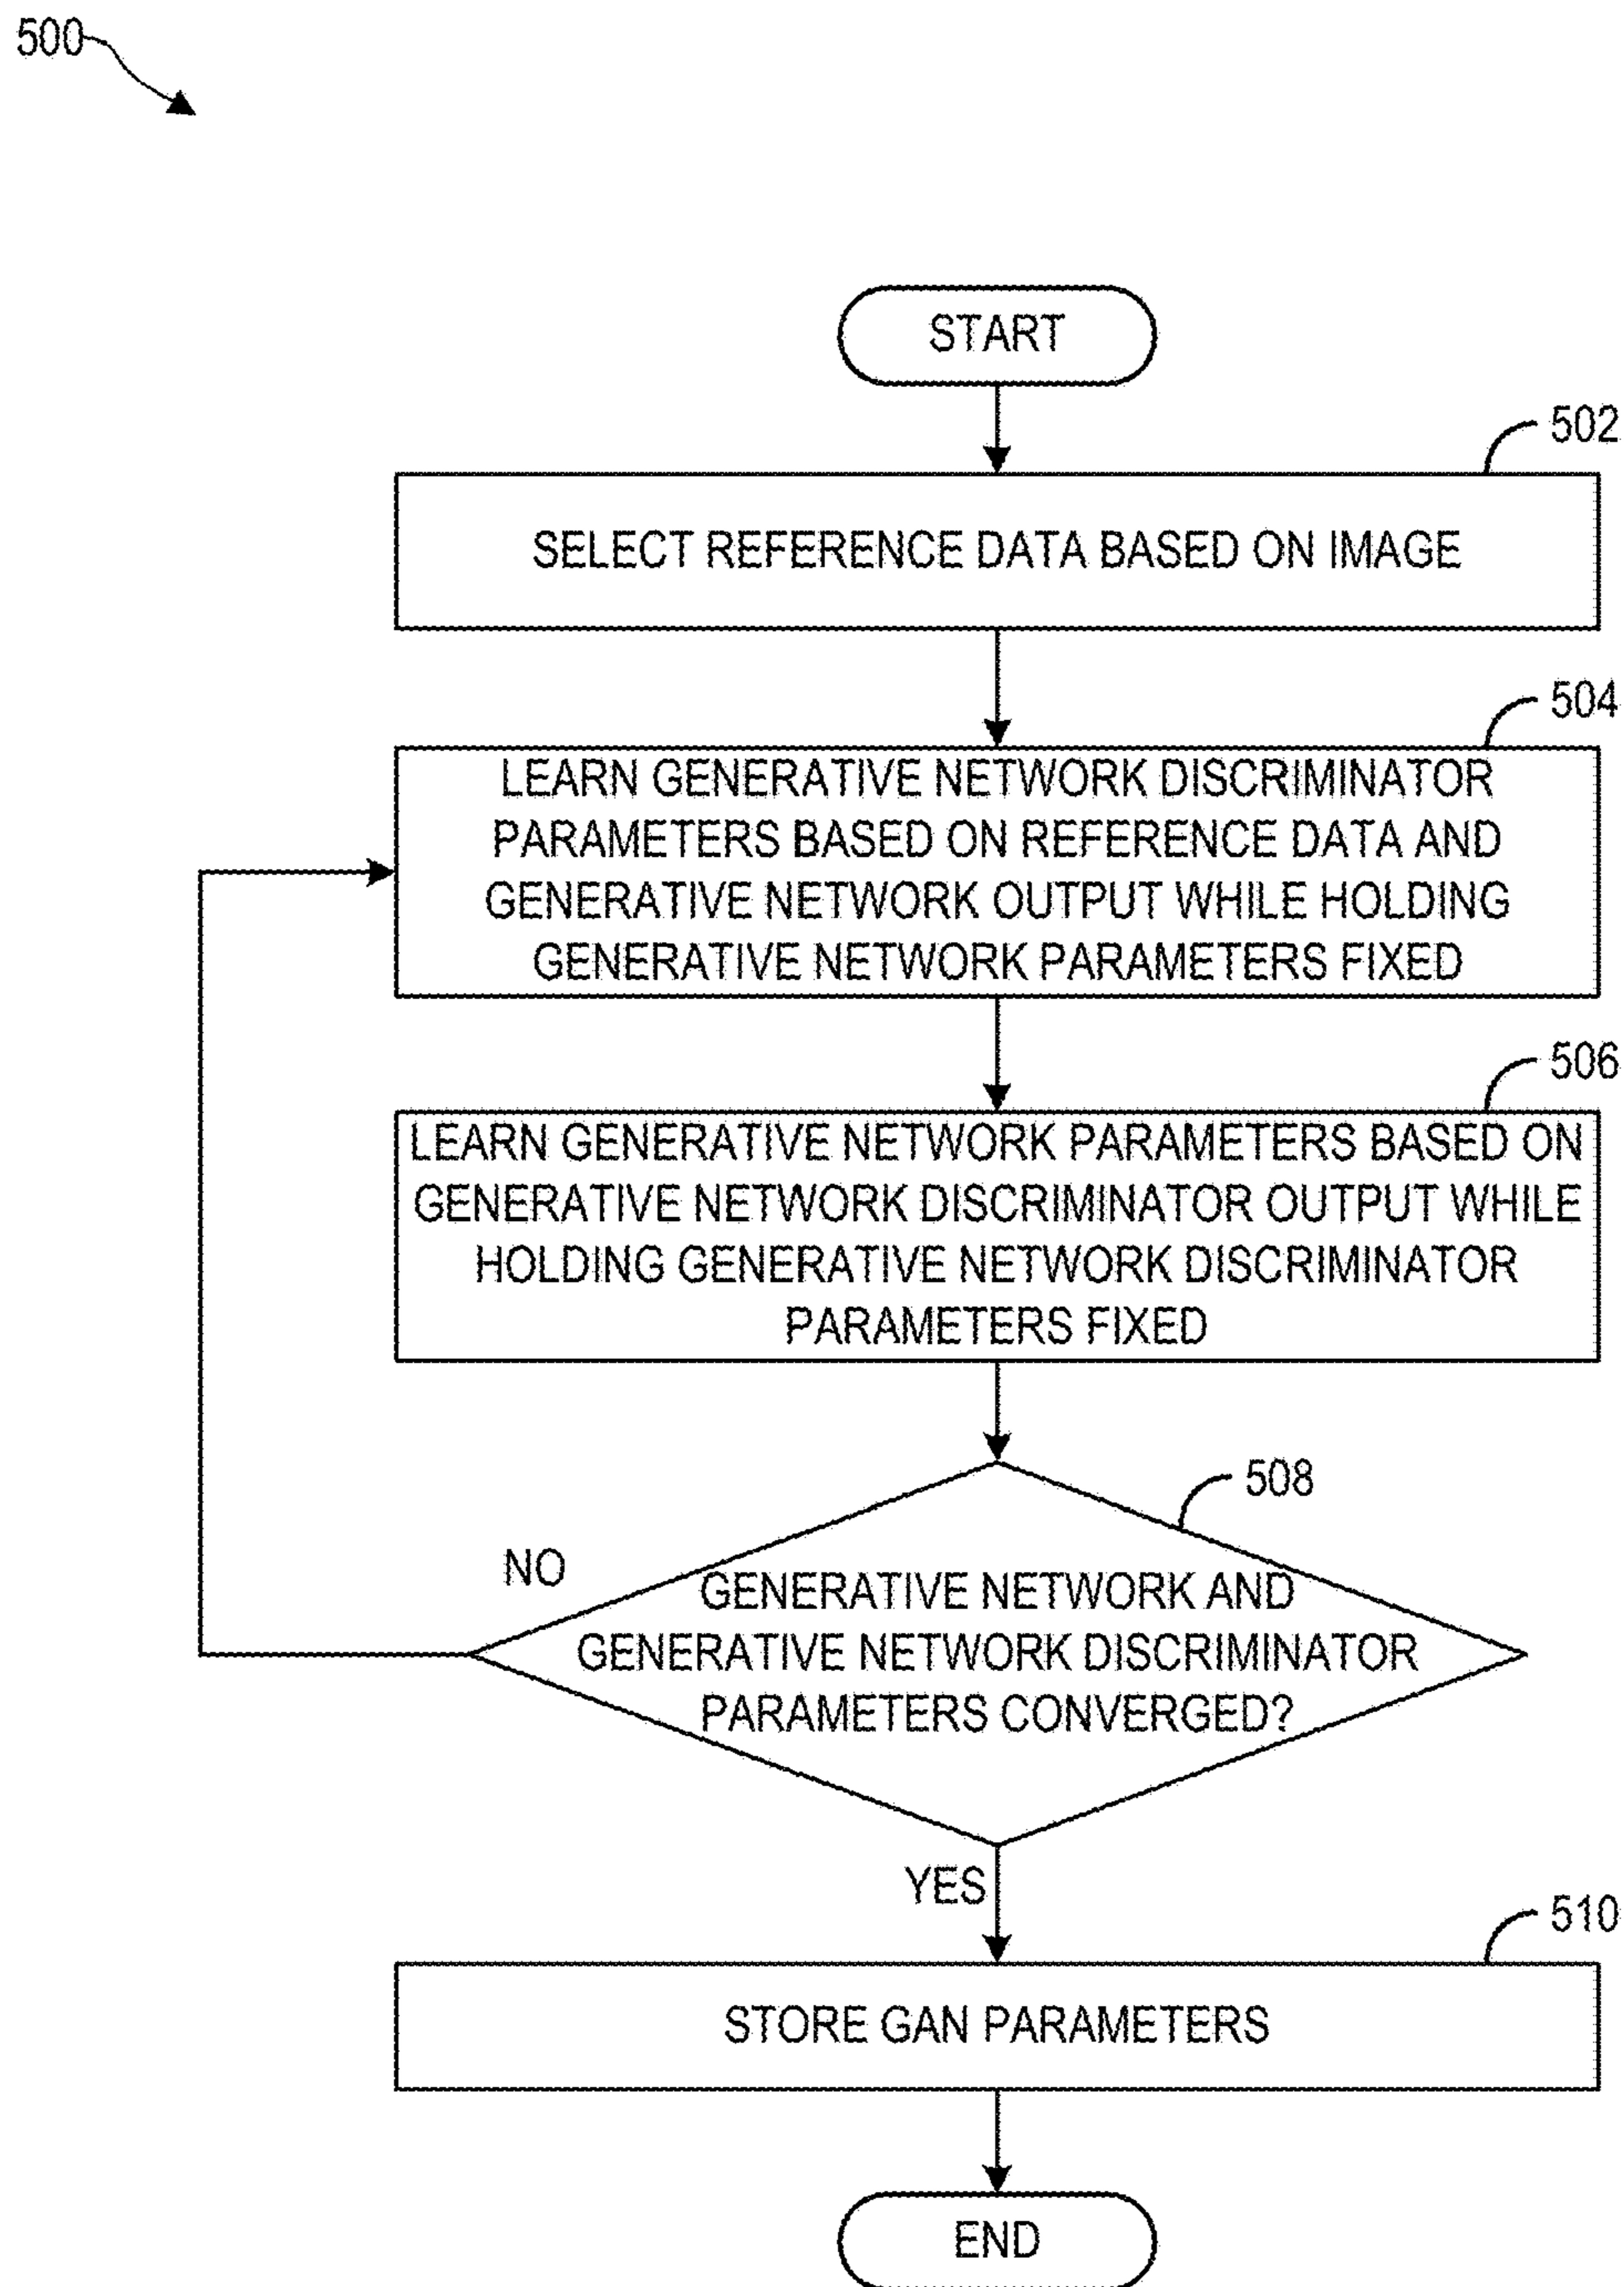 500
START
502
SELECT REFERENCE DATA BASED ON IMAGE
504
LEARN GENERATIVE NETWORK DISCRIMINATOR
PARAMETERS BASED ON REFERENCE DATA AND
GENERATIVE NETWORK OUTPUT WHILE HOLDING
GENERATIVE NETWORK PARAMETERS FIXED
506
LEARN GENERATIVE NETWORK PARAMETERS BASED ON
GENERATIVE NETWORK DISCRIMINATOR OUTPUT WHILE
HOLDING GENERATIVE NETWORK DISCRIMINATOR
PARAMETERS FIXED
508
NO
GENERATIVE NETWORK AND
GENERATIVE NETWORK DISCRIMINATOR
PARAMETERS CONVERGED?
YES
510
STORE GAN PARAMETERS
END